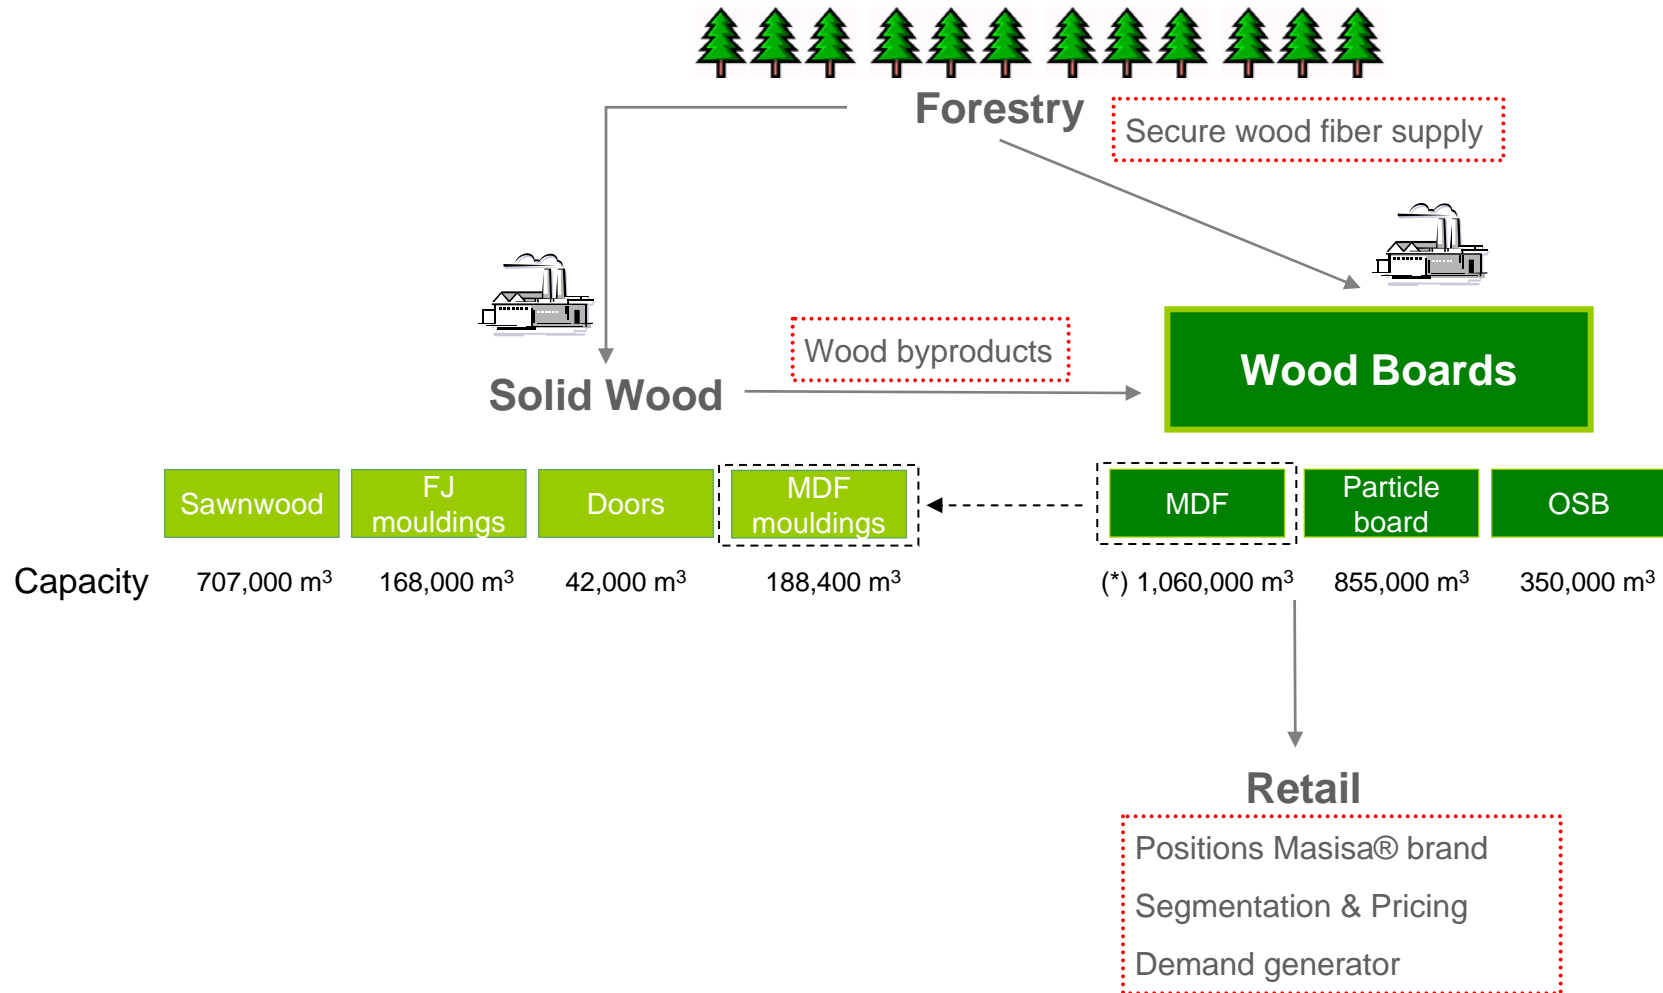 Forestry
Secure wood fiber supply
Wood byproducts
Solid Wood
Wood Boards
Sawnwood
FJ
mouldings
Doors
MDF
mouldings
MDF
Particle
board
OSB
Capacity
707,000 m³
168,000 m³
42,000 m³
188,400 m³
(*) 1,060,000 m³
855,000 m³
350,000 m³
Retail
Positions Masisa® brand
Segmentation & Pricing
Demand generator